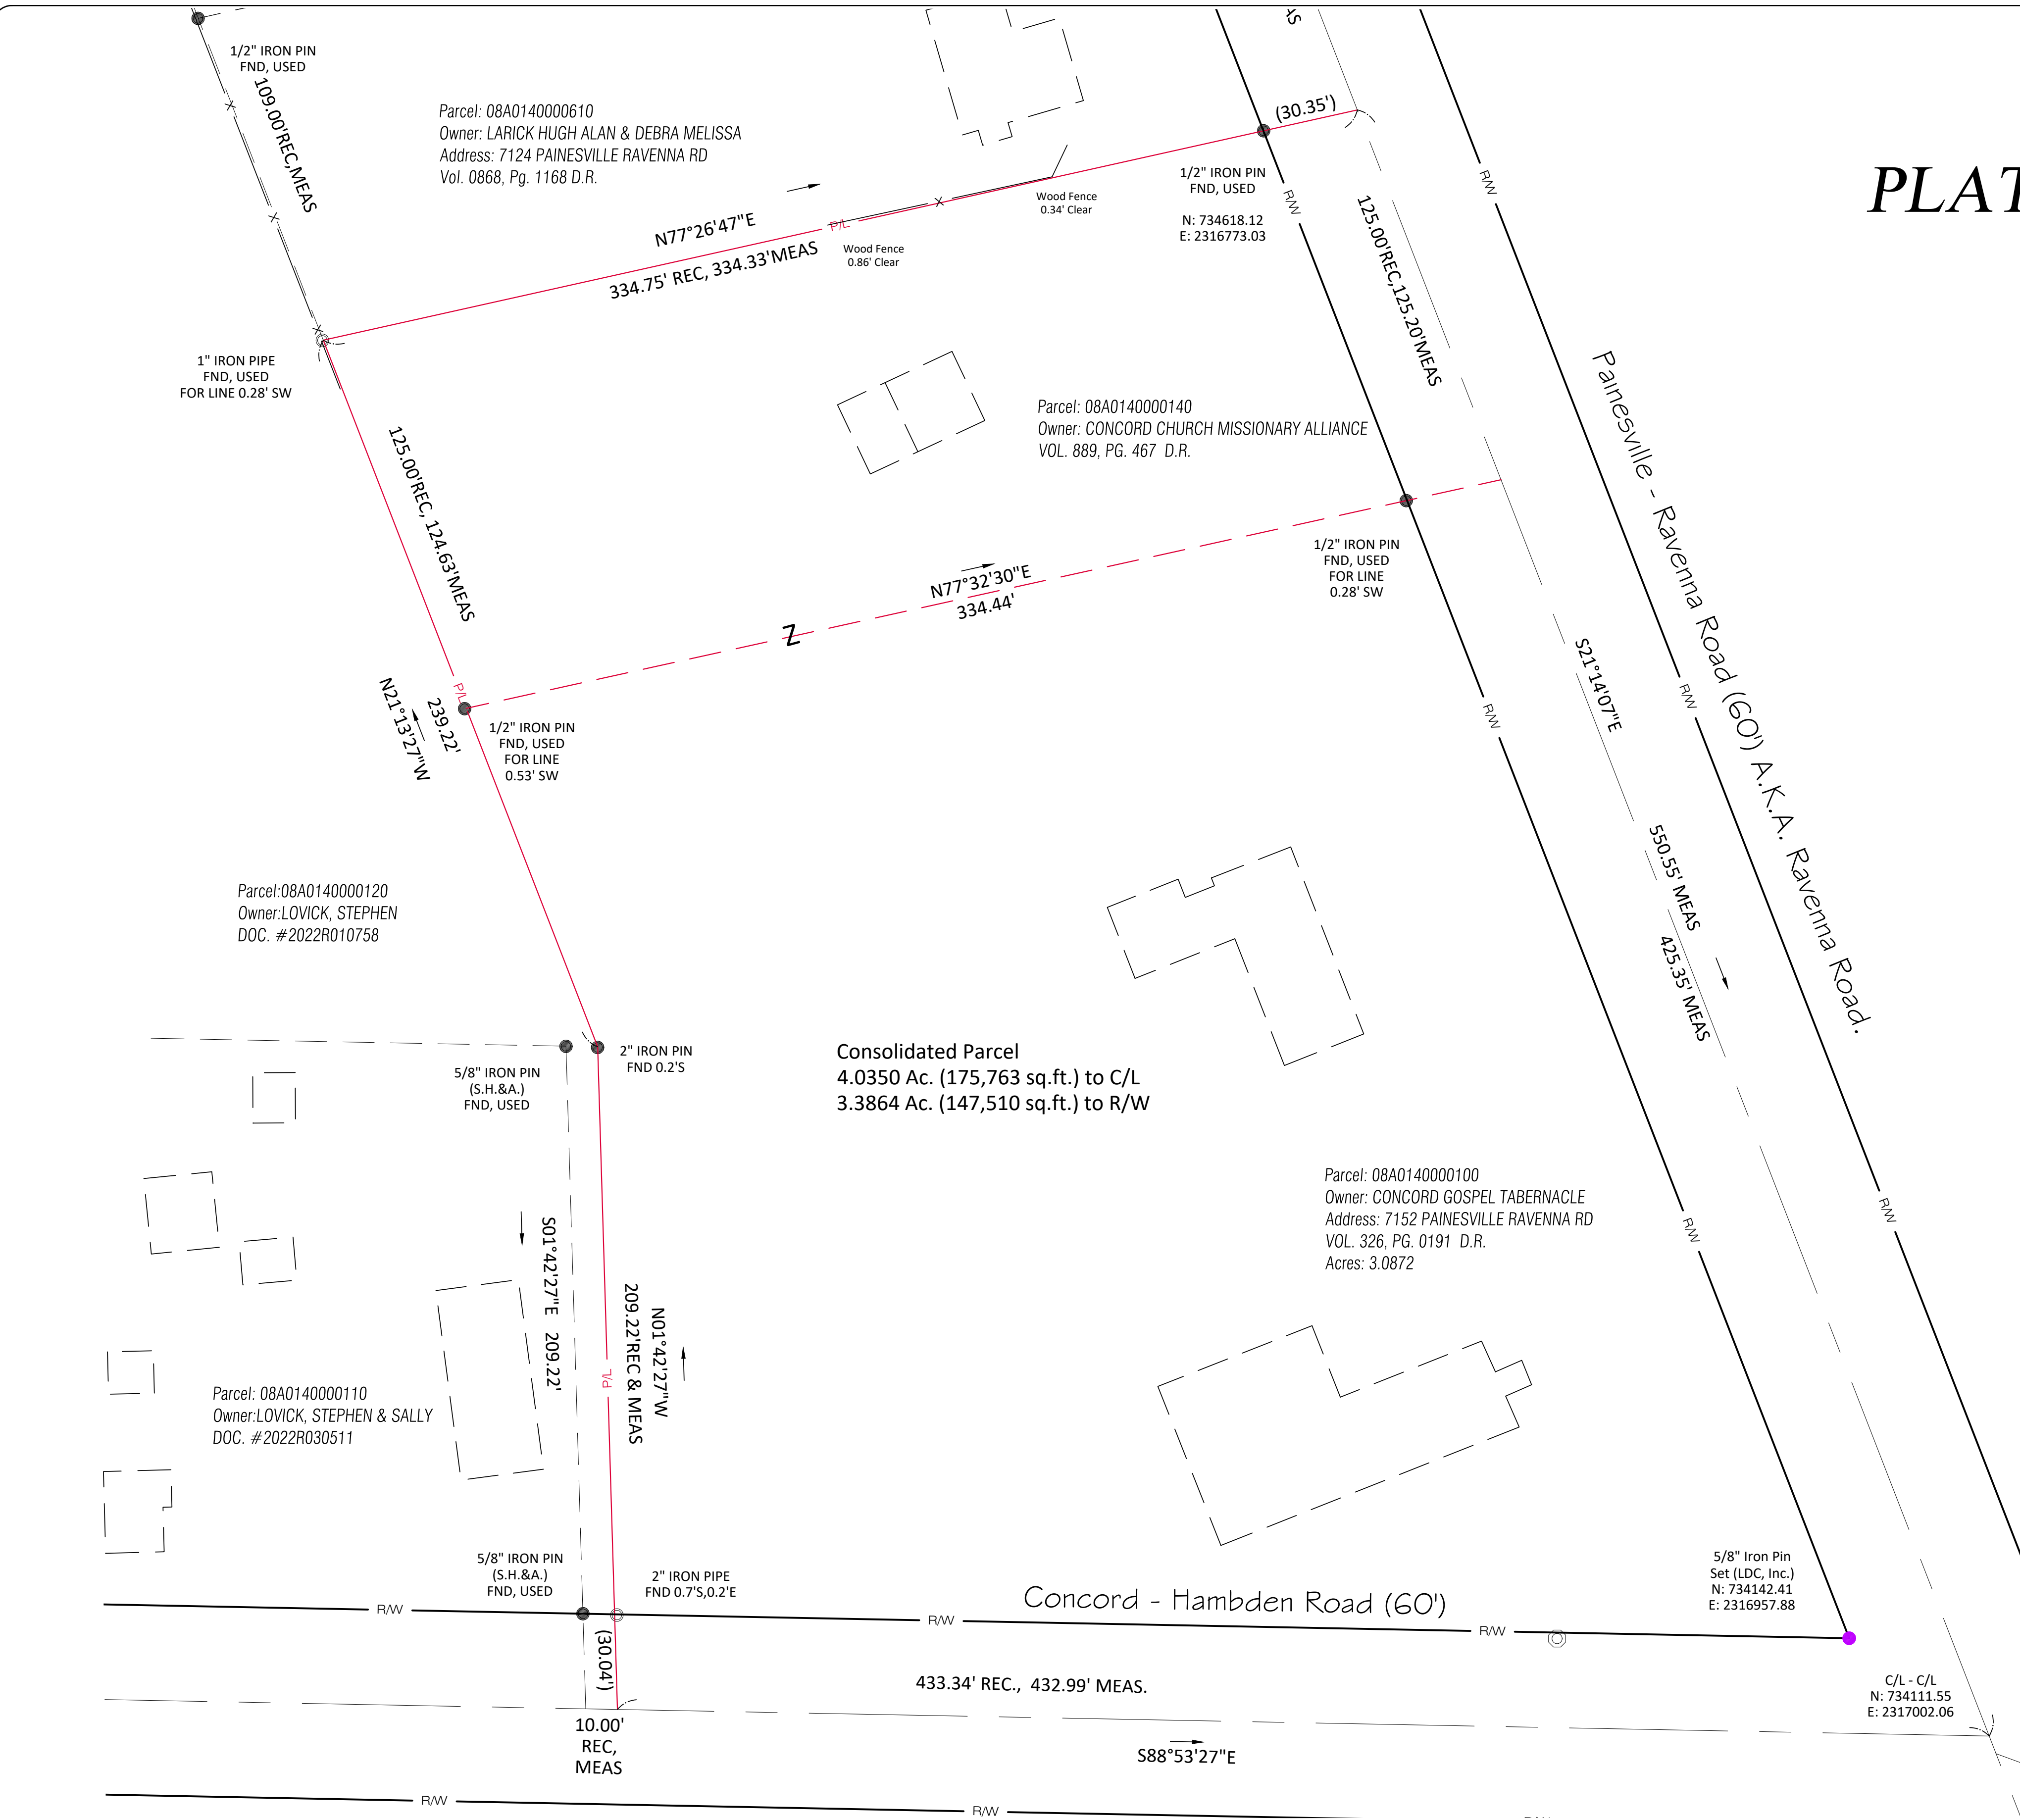 1/2" IRON PIN
FND, USED
109.00'REC,MEAS
X
X
X
Parcel: 08A0140000610
Owner: LARICK HUGH ALAN & DEBRA MELISSA
Address: 7124 PAINESVILLE RAVENNA RD
Vol. 0868, Pg. 1168 D.R.
(30.35')
1/2" IRON PIN
FND, USED
N: 734618.12
E: 2316773.03
R/W
R/W
PLAT
Wood Fence
0.34' Clear
X
P/L
Wood Fence
0.86' Clear
N77°26'47"E
334.75' REC, 334.33'MEAS
125.00'REC,125.20'MEAS
1" IRON PIPE
FND, USED
FOR LINE 0.28' SW
Parcel: 08A0140000140
Owner: CONCORD CHURCH MISSIONARY ALLIANCE
VOL. 889, PG. 467 D.R.
Painesville - Ravenna Road (60') A.K.A. Ravenna Road.
125.00'REC, 124.63'MEAS
1/2" IRON PIN
FND, USED
FOR LINE
0.28' SW
N77°32'30"E
334.44'
Z
S21°14'07"E
P/L
N21°13'27"W
239.22'
1/2" IRON PIN
FND, USED
FOR LINE
0.53' SW
R/W
R/W
550.55' MEAS
425.35' MEAS
Parcel:08A0140000120
Owner:LOVICK, STEPHEN
DOC. #2022R010758
2" IRON PIN
FND 0.2'S
5/8" IRON PIN
(S.H.&A.)
FND, USED
Consolidated Parcel
4.0350 Ac. (175,763 sq.ft.) to C/L
3.3864 Ac. (147,510 sq.ft.) to R/W
Parcel: 08A0140000100
Owner: CONCORD GOSPEL TABERNACLE
Address: 7152 PAINESVILLE RAVENNA RD
VOL. 326, PG. 0191 D.R.
Acres: 3.0872
R/W
R/W
S01°42'27"E 209.22'
P/L
209.22'REC & MEAS
N01°42'27"W
Parcel: 08A0140000110
Owner:LOVICK, STEPHEN & SALLY
DOC. #2022R030511
5/8" IRON PIN
(S.H.&A.)
FND, USED
2" IRON PIPE
FND 0.7'S,0.2'E
Concord - Hambden Road (60')
5/8" Iron Pin
Set (LDC, Inc.)
N: 734142.41
E: 2316957.88
R/W
R/W
R/W
(30.04')
433.34' REC., 432.99' MEAS.
C/L - C/L
N: 734111.55
E: 2317002.06
10.00'
REC,
MEAS
S88°53'27"E
R/W
R/W